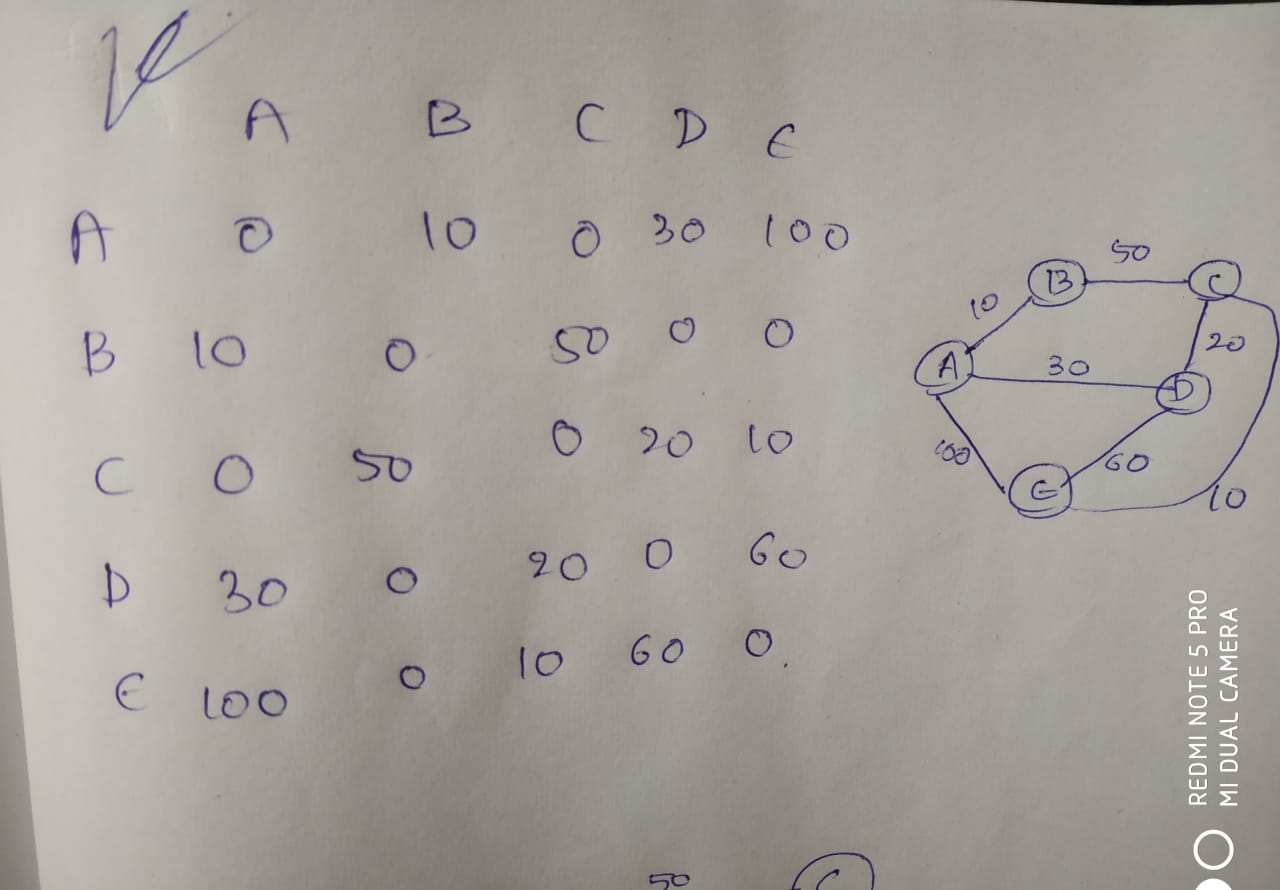 A B C D E
A 0 10 0 30 100
B 10 0 50 0 0
C 0 50 0 20 10
D 30 0 20 0 60
E 100 0 10 60 0.
50
B C
10
20
A 30 D
100 60
E 10
50 C
REDMI NOTE 5 PRO
MI DUAL CAMERA